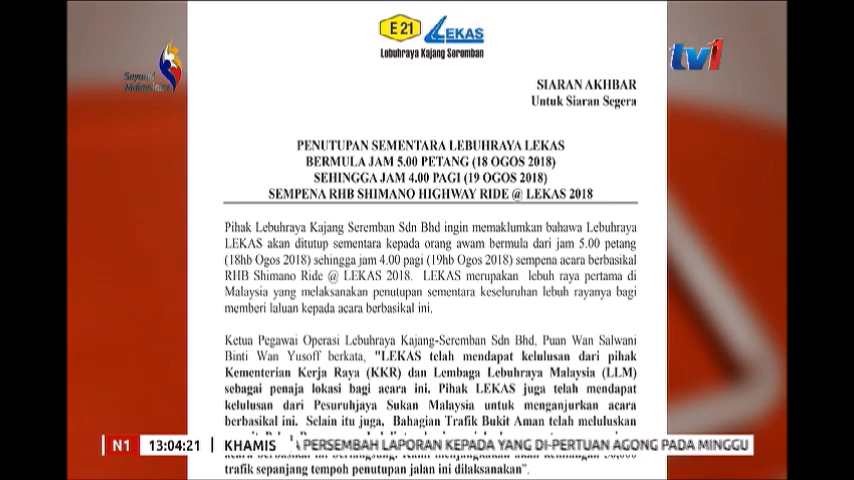 E 21
LEKAS
Lebuhraya Kajang Seremban
Sayangi
Malaysiaku
tv1
SIARAN AKHBAR
Untuk Siaran Segera
PENUTUPAN SEMENTARA LEBUHRAYA LEKAS
BERMULA JAM 5.00 PETANG (18 OGOS 2018)
SEHINGGA JAM 4.00 PAGI (19 OGOS 2018)
SEMPENA RHB SHIMANO HIGHWAY RIDE @ LEKAS 2018
Pihak Lebuhraya Kajang Seremban Sdn Bhd ingin memaklumkan bahawa Lebuhraya
LEKAS akan ditutup sementara kepada orang awam bermula dari jam 5.00 petang
(18hb Ogos 2018) sehingga jam 4.00 pagi (19hb Ogos 2018) sempena acara berbasikal
RHB Shimano Ride @ LEKAS 2018. LEKAS merupakan lebuh raya pertama di
Malaysia yang melaksanakan penutupan sementara keseluruhan lebuh rayanya bagi
memberi laluan kepada acara berbasikal ini.
Ketua Pegawai Operasi Lebuhraya Kajang-Seremban Sdn Bhd, Puan Wan Salwani
Binti Wan Yusoff berkata, "LEKAS telah mendapat kelulusan dari pihak
Kementerian Kerja Raya (KKR) dan Lembaga Lebuhraya Malaysia (LLM)
sebagai penaja lokasi bagi acara ini. Pihak LEKAS juga telah mendapat
kelulusan dari Pesuruhjaya Sukan Malaysia untuk menganjurkan acara
berbasikal ini. Selain itu juga, Bahagian Trafik Bukit Aman telah meluluskan
N1 13:04:21 KHAMIS A PERSEMBAH LAPORAN KEPADA YANG DI-PERTUAN AGONG PADA MINGGU
trafik sepanjang tempoh penutupan jalan ini dilaksanakan".